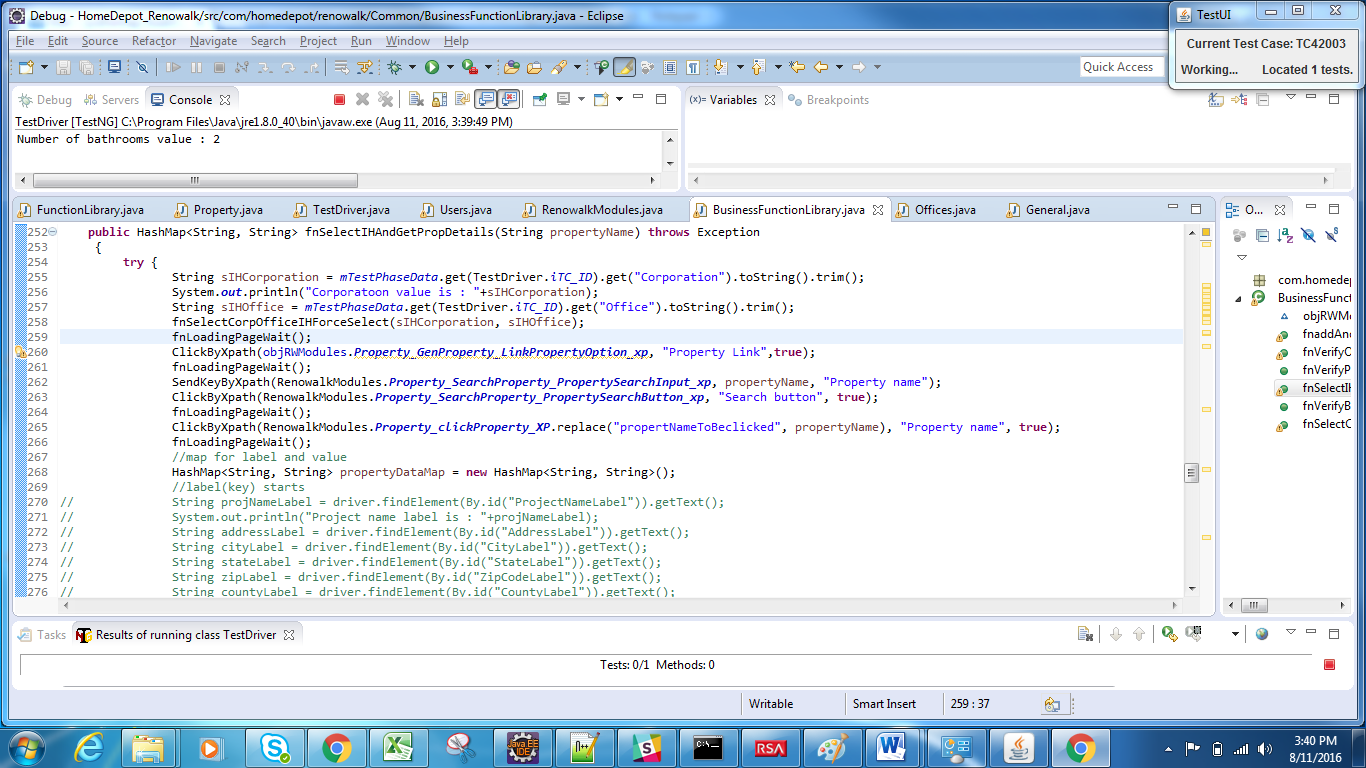 Debug - HomeDepot_Renowalk/src/com/homedepot/renowalk/Common/BusinessFunctionLibrary.java - Eclipse
TestUI
Current Test Case: TC42003
Working... Located 1 tests.
File Edit Source Refactor Navigate Search Project Run Window Help
Quick Access
Debug Servers Console
(x)= Variables Breakpoints
TestDriver [TestNG] C:\Program Files\Java\jre1.8.0_40\bin\javaw.exe (Aug 11, 2016, 3:39:49 PM)
Number of bathrooms value : 2
FunctionLibrary.java Property.java TestDriver.java Users.java RenowalkModules.java BusinessFunctionLibrary.java Offices.java General.java
O...
252 public HashMap<String, String> fnSelectIHAndGetPropDetails(String propertyName) throws Exception
253 {
254 try {
255 String sIHCorporation = mTestPhaseData.get(TestDriver.iTC_ID).get("Corporation").toString().trim();
256 System.out.println("Corporatoon value is : "+sIHCorporation);
257 String sIHOffice = mTestPhaseData.get(TestDriver.iTC_ID).get("Office").toString().trim();
258 fnSelectCorpOfficeIHForceSelect(sIHCorporation, sIHOffice);
259 fnLoadingPageWait();
260 ClickByXpath(objRWModules.Property_GenProperty_LinkPropertyOption_xp, "Property Link",true);
261 fnLoadingPageWait();
262 SendKeyByXpath(RenowalkModules.Property_SearchProperty_PropertySearchInput_xp, propertyName, "Property name");
263 ClickByXpath(RenowalkModules.Property_SearchProperty_PropertySearchButton_xp, "Search button", true);
264 fnLoadingPageWait();
265 ClickByXpath(RenowalkModules.Property_clickProperty_XP.replace("propertNameToBeclicked", propertyName), "Property name", true);
266 fnLoadingPageWait();
267 //map for label and value
268 HashMap<String, String> propertyDataMap = new HashMap<String, String>();
269 //label(key) starts
270 // String projNameLabel = driver.findElement(By.id("ProjectNameLabel")).getText();
271 // System.out.println("Project name label is : "+projNameLabel);
272 // String addressLabel = driver.findElement(By.id("AddressLabel")).getText();
273 // String cityLabel = driver.findElement(By.id("CityLabel")).getText();
274 // String stateLabel = driver.findElement(By.id("StateLabel")).getText();
275 // String zipLabel = driver.findElement(By.id("ZipCodeLabel")).getText();
276 // String countyLabel = driver.findElement(By.id("CountyLabel")).getText();
com.homedep
BusinessFunct
objRWMo
fnaddAn
fnVerifyO
fnVerifyP
fnSelectIH
fnVerifyB
fnSelectC
Tasks Results of running class TestDriver
Tests: 0/1 Methods: 0
Writable Smart Insert 259 : 37
Java EE
IDE
N++
C:\_
RSA
3:40 PM
8/11/2016